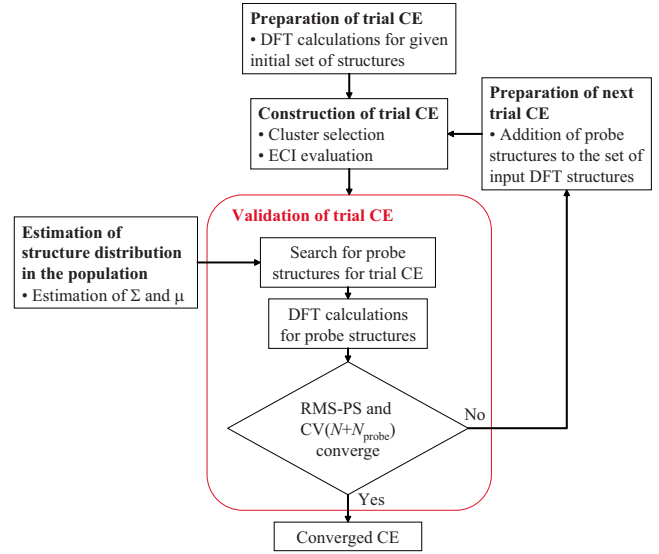 Preparation of trial CE
• DFT calculations for given
initial set of structures
Construction of trial CE
• Cluster selection
• ECI evaluation
Preparation of next
trial CE
• Addition of probe
structures to the set of
input DFT structures
Validation of trial CE
Estimation of
structure distribution
in the population
• Estimation of Σ and μ
Search for probe
structures for trial CE
DFT calculations
for probe structures
RMS-PS and
CV(N+Nprobe)
converge
No
Yes
Converged CE